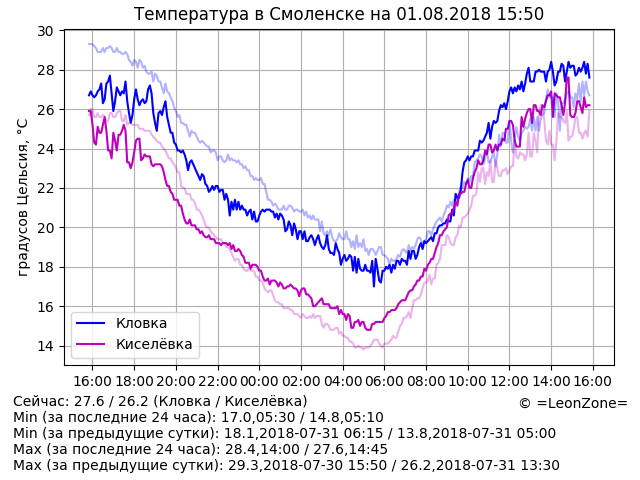 Температура в Смоленске на 01.08.2018 15:50
градусов Цельсия, °C
30
28
26
24
22
20
18
16
14
Кловка
Киселёвка
16:00 18:00 20:00 22:00 00:00 02:00 04:00 06:00 08:00 10:00 12:00 14:00 16:00
Сейчас: 27.6 / 26.2 (Кловка / Киселёвка)
© =LeonZone=
Min (за последние 24 часа): 17.0,05:30 / 14.8,05:10
Min (за предыдущие сутки): 18.1,2018-07-31 06:15 / 13.8,2018-07-31 05:00
Max (за последние 24 часа): 28.4,14:00 / 27.6,14:45
Max (за предыдущие сутки): 29.3,2018-07-30 15:50 / 26.2,2018-07-31 13:30